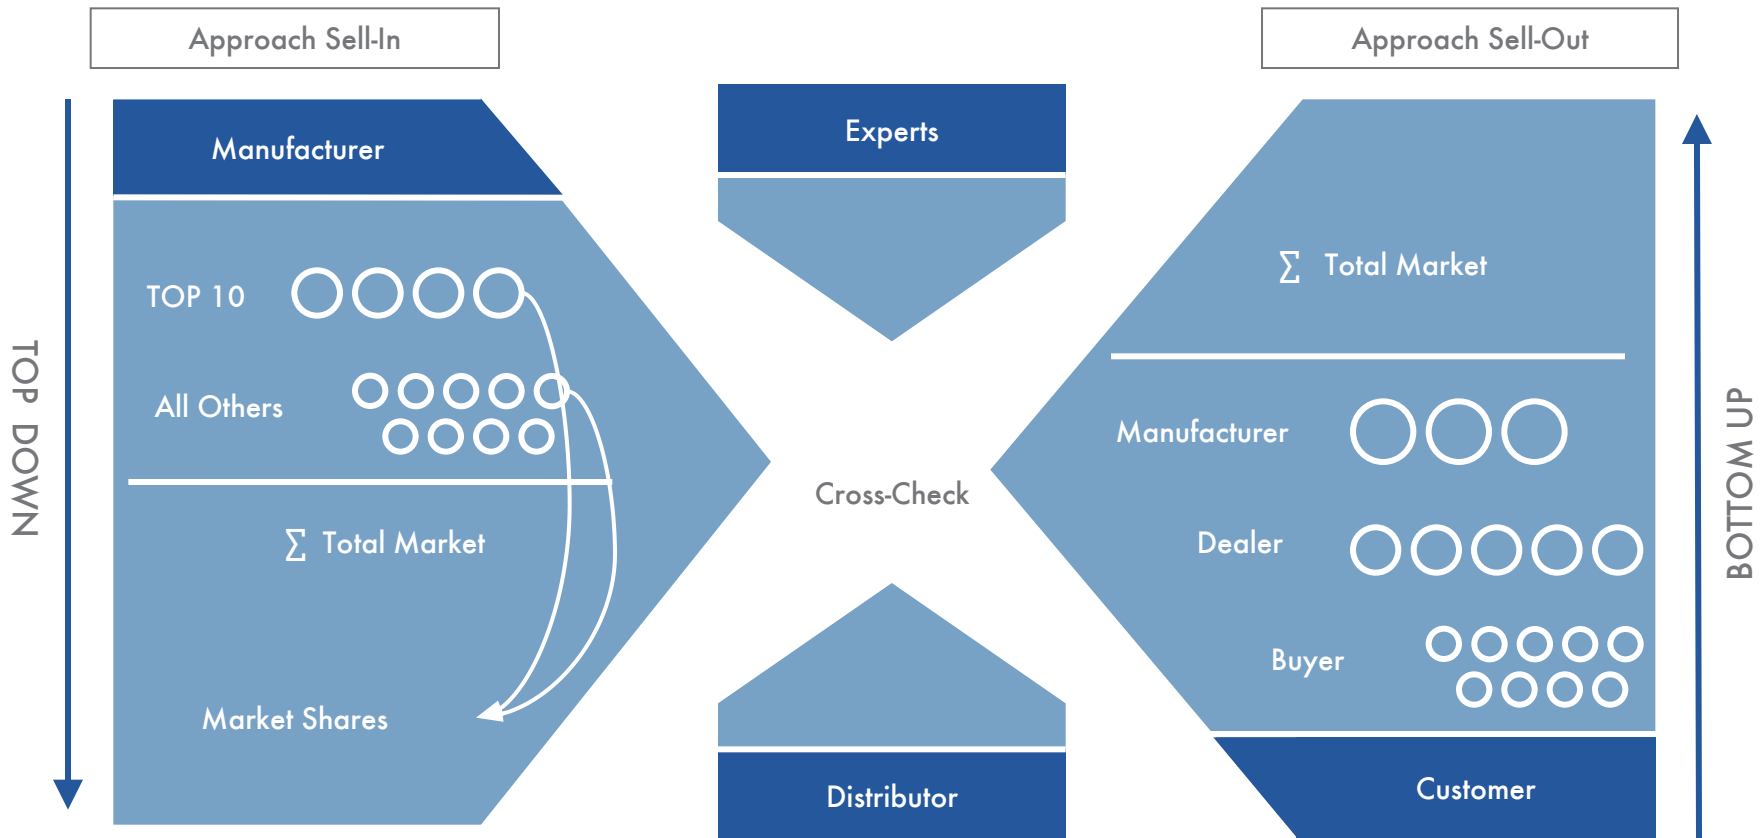 Approach Sell-In
Approach Sell-Out
TOP DOWN
Manufacturer
TOP 10
All Others
∑ Total Market
Market Shares
Experts
Cross-Check
Distributor
∑ Total Market
Manufacturer
Dealer
Buyer
Customer
BOTTOM UP